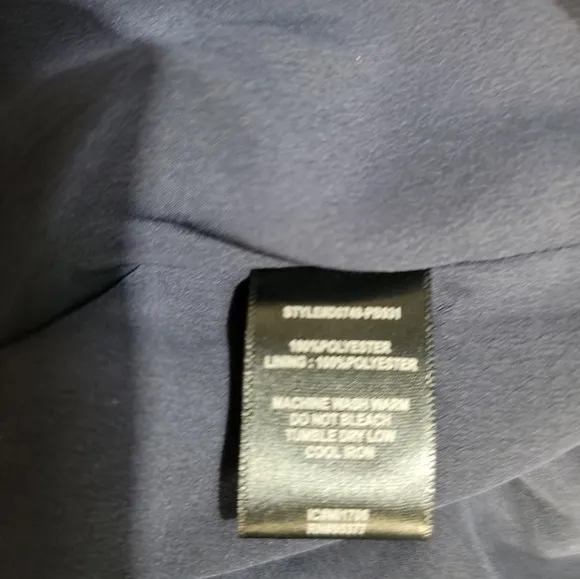 100%POLYESTER
LINING : 100%POLYESTER
MACHINE WASH WARM
DO NOT BLEACH
TUMBLE DRY LOW
COOL IRON